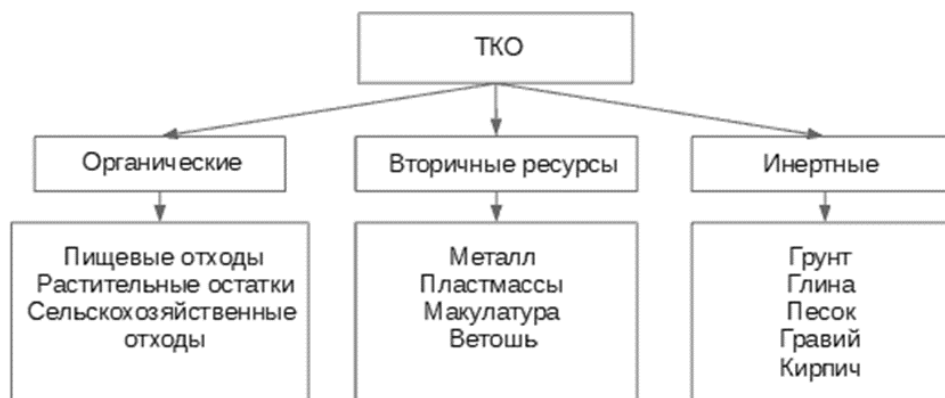 ТКО
Органические
Вторичные ресурсы
Инертные
Пищевые отходы
Растительные остатки
Сельскохозяйственные
отходы
Металл
Пластмассы
Макулатура
Ветошь
Грунт
Глина
Песок
Гравий
Кирпич